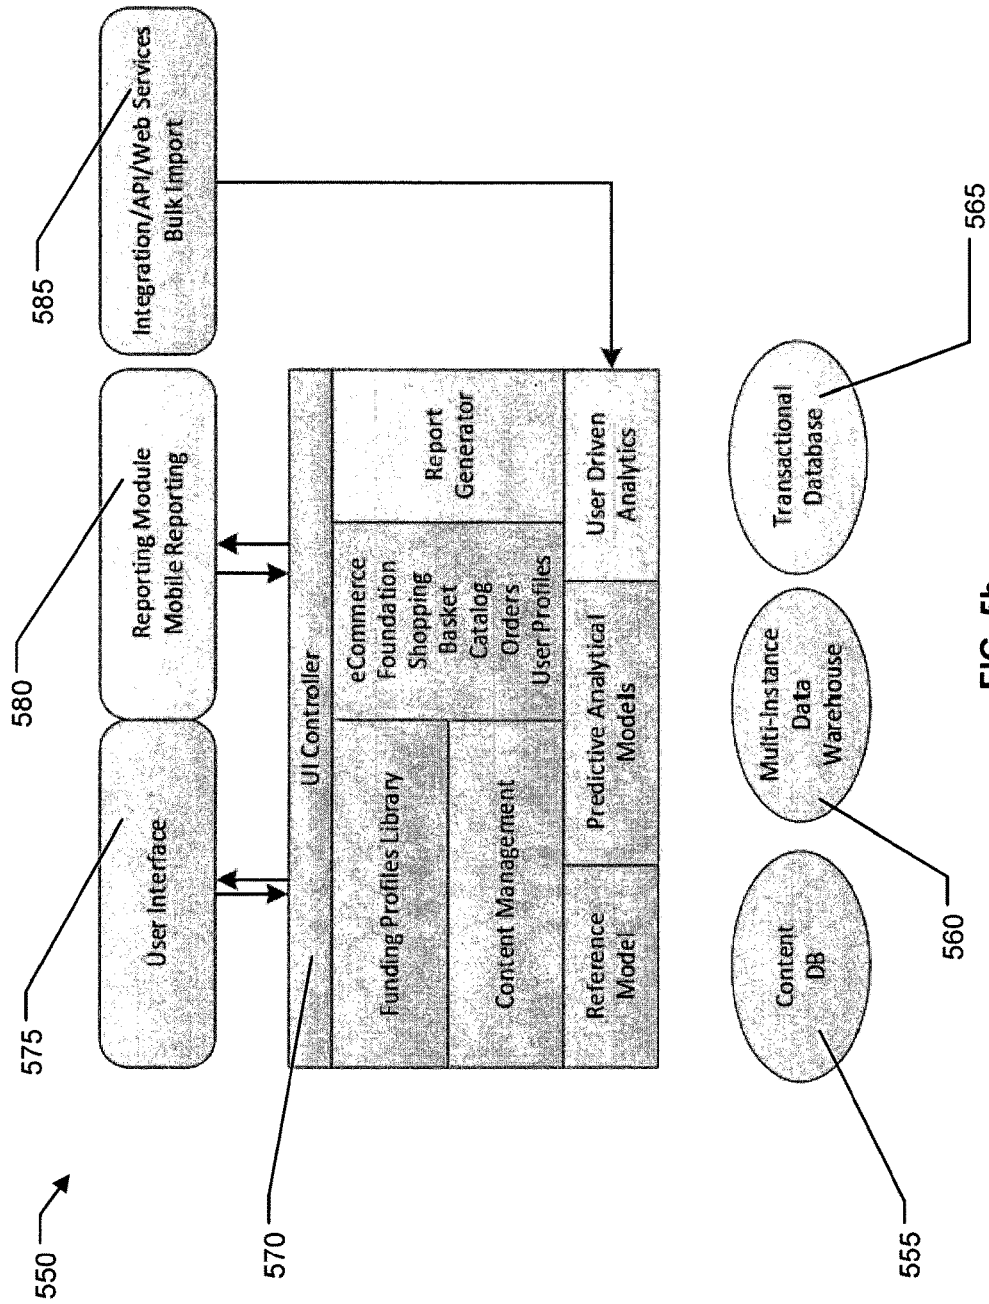 550
575
580
585
User Interface
Reporting Module
Mobile Reporting
Integration/API/Web Services
Bulk Import
570
UI Controller
Funding Profiles Library
Content Management
eCommerce
Foundation
Shopping
Basket
Catalog
Orders
User Profiles
Report
Generator
Reference
Model
Predictive Analytical
Models
User Driven
Analytics
Content
DB
Multi-Instance
Data
Warehouse
Transactional
Database
555
560
565
FIG. 5b